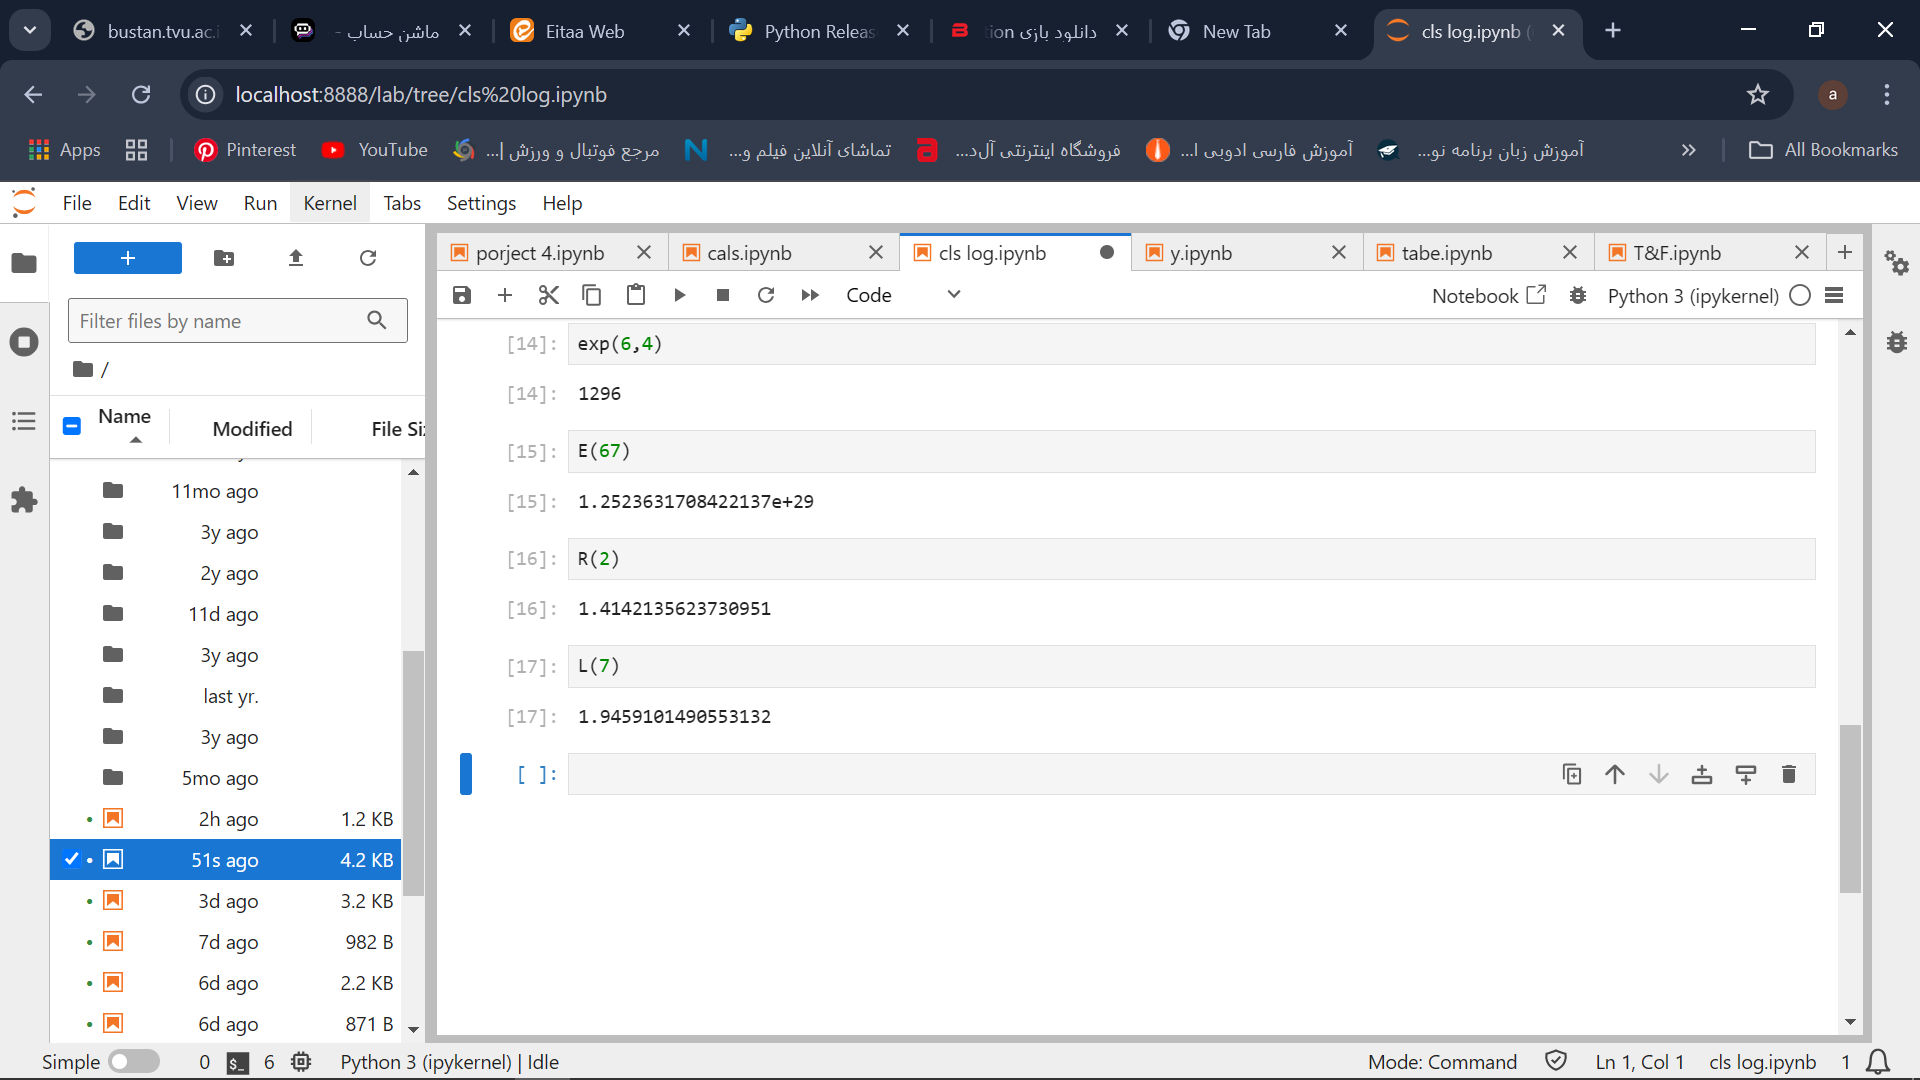 bustan.tvu.ac.i
ماشین حساب -
Eitaa Web
Python Releas
دانلود بازی tion
New Tab
cls log.ipynb (
localhost:8888/lab/tree/cls%20log.ipynb
a
Apps
Pinterest
YouTube
مرجع فوتبال و ورزش |...
تماشای آنلاین فیلم و...
فروشگاه اینترنتی آل‌د...
آموزش فارسی ادوبی ا...
آموزش زبان برنامه نو...
All Bookmarks
File Edit View Run Kernel Tabs Settings Help
porject 4.ipynb
cals.ipynb
cls log.ipynb
y.ipynb
tabe.ipynb
T&F.ipynb
Code
Notebook
Python 3 (ipykernel)
Filter files by name
/
Name
Modified
File Si
11mo ago
3y ago
2y ago
11d ago
3y ago
last yr.
3y ago
5mo ago
2h ago 1.2 KB
51s ago 4.2 KB
3d ago 3.2 KB
7d ago 982 B
6d ago 2.2 KB
6d ago 871 B
[14]: exp(6,4)
[14]: 1296
[15]: E(67)
[15]: 1.2523631708422137e+29
[16]: R(2)
[16]: 1.4142135623730951
[17]: L(7)
[17]: 1.9459101490553132
[ ]:
Simple 0 $_ 6 Python 3 (ipykernel) | Idle
Mode: Command Ln 1, Col 1 cls log.ipynb 1